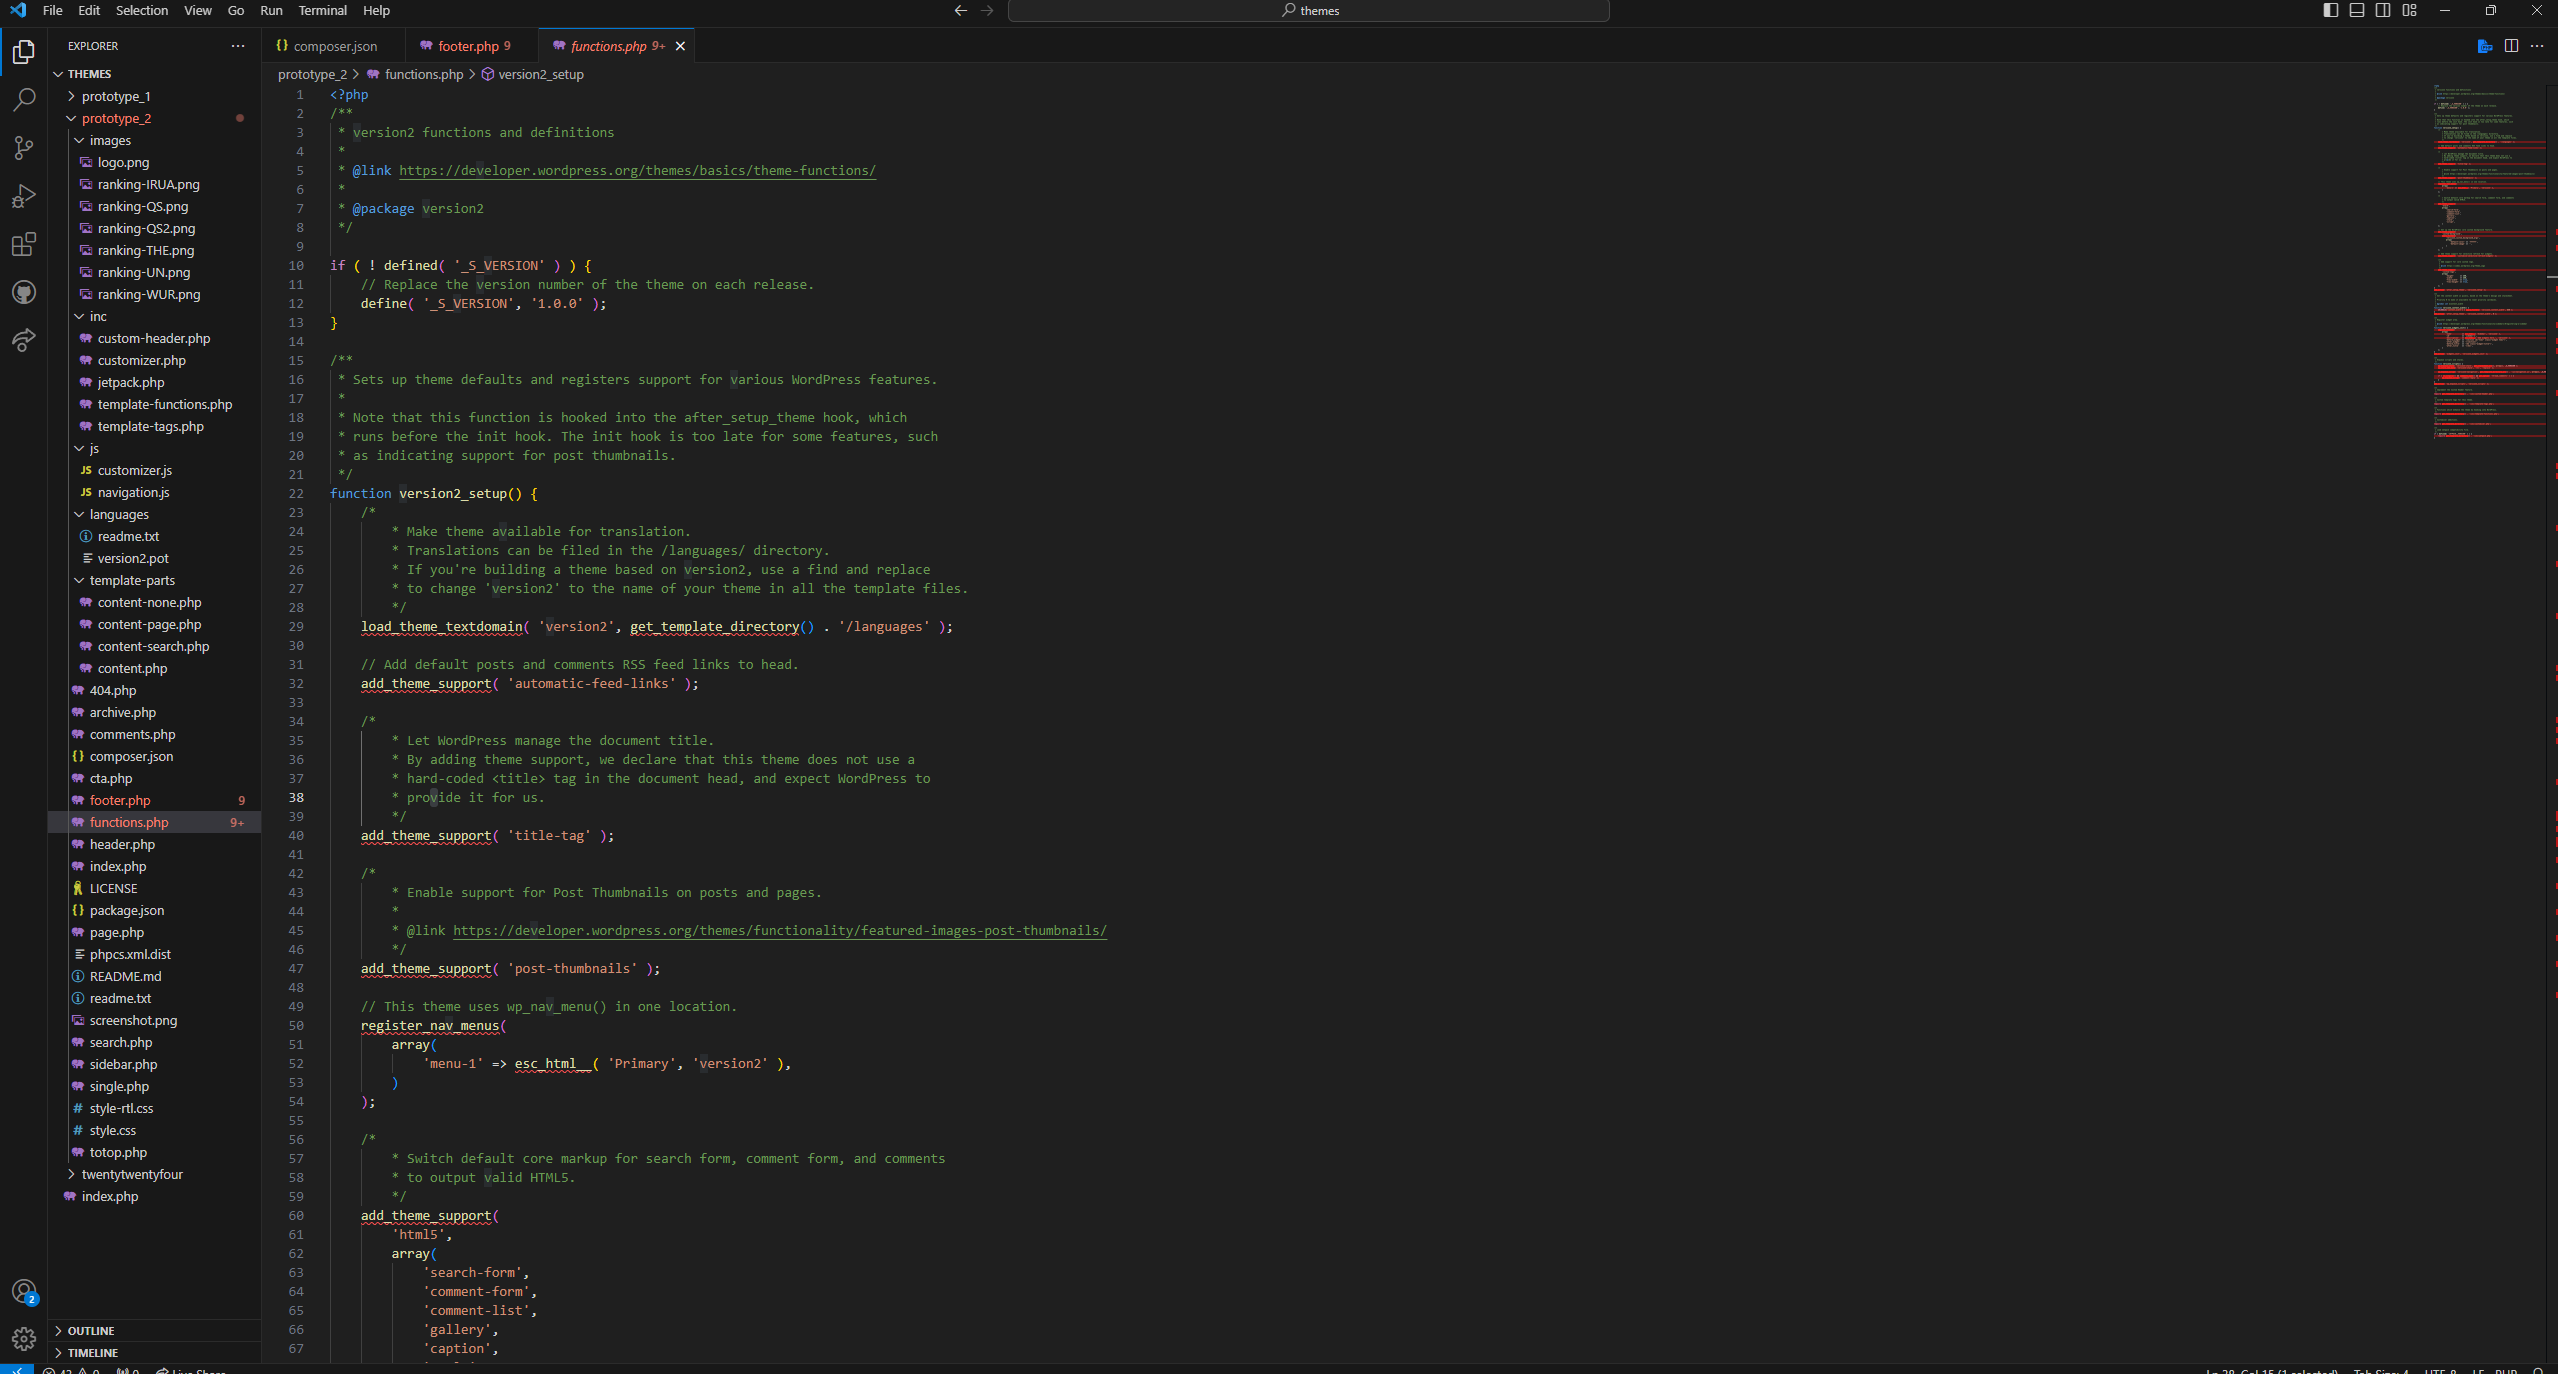 File Edit Selection View Go Run Terminal Help
themes
EXPLORER
THEMES
prototype_1
prototype_2
images
logo.png
ranking-IRUA.png
ranking-QS.png
ranking-QS2.png
ranking-THE.png
ranking-UN.png
ranking-WUR.png
inc
custom-header.php
customizer.php
jetpack.php
template-functions.php
template-tags.php
js
JS customizer.js
JS navigation.js
languages
readme.txt
version2.pot
template-parts
content-none.php
content-page.php
content-search.php
content.php
404.php
archive.php
comments.php
{} composer.json
cta.php
footer.php 9
functions.php 9+
header.php
index.php
LICENSE
{} package.json
page.php
phpcs.xml.dist
README.md
readme.txt
screenshot.png
search.php
sidebar.php
single.php
# style-rtl.css
# style.css
totop.php
twentytwentyfour
index.php
OUTLINE
TIMELINE
2
{} composer.json
footer.php 9
functions.php 9+
prototype_2 > functions.php > version2_setup
1 <?php
2 /**
3 * version2 functions and definitions
4 *
5 * @link https://developer.wordpress.org/themes/basics/theme-functions/
6 *
7 * @package version2
8 */
9
10 if ( ! defined( '_S_VERSION' ) ) {
11 // Replace the version number of the theme on each release.
12 define( '_S_VERSION', '1.0.0' );
13 }
14
15 /**
16 * Sets up theme defaults and registers support for various WordPress features.
17 *
18 * Note that this function is hooked into the after_setup_theme hook, which
19 * runs before the init hook. The init hook is too late for some features, such
20 * as indicating support for post thumbnails.
21 */
22 function version2_setup() {
23 /*
24 * Make theme available for translation.
25 * Translations can be filed in the /languages/ directory.
26 * If you're building a theme based on version2, use a find and replace
27 * to change 'version2' to the name of your theme in all the template files.
28 */
29 load_theme_textdomain( 'version2', get_template_directory() . '/languages' );
30
31 // Add default posts and comments RSS feed links to head.
32 add_theme_support( 'automatic-feed-links' );
33
34 /*
35 * Let WordPress manage the document title.
36 * By adding theme support, we declare that this theme does not use a
37 * hard-coded <title> tag in the document head, and expect WordPress to
38 * provide it for us.
39 */
40 add_theme_support( 'title-tag' );
41
42 /*
43 * Enable support for Post Thumbnails on posts and pages.
44 *
45 * @link https://developer.wordpress.org/themes/functionality/featured-images-post-thumbnails/
46 */
47 add_theme_support( 'post-thumbnails' );
48
49 // This theme uses wp_nav_menu() in one location.
50 register_nav_menus(
51 array(
52 'menu-1' => esc_html__( 'Primary', 'version2' ),
53 )
54 );
55
56 /*
57 * Switch default core markup for search form, comment form, and comments
58 * to output valid HTML5.
59 */
60 add_theme_support(
61 'html5',
62 array(
63 'search-form',
64 'comment-form',
65 'comment-list',
66 'gallery',
67 'caption',